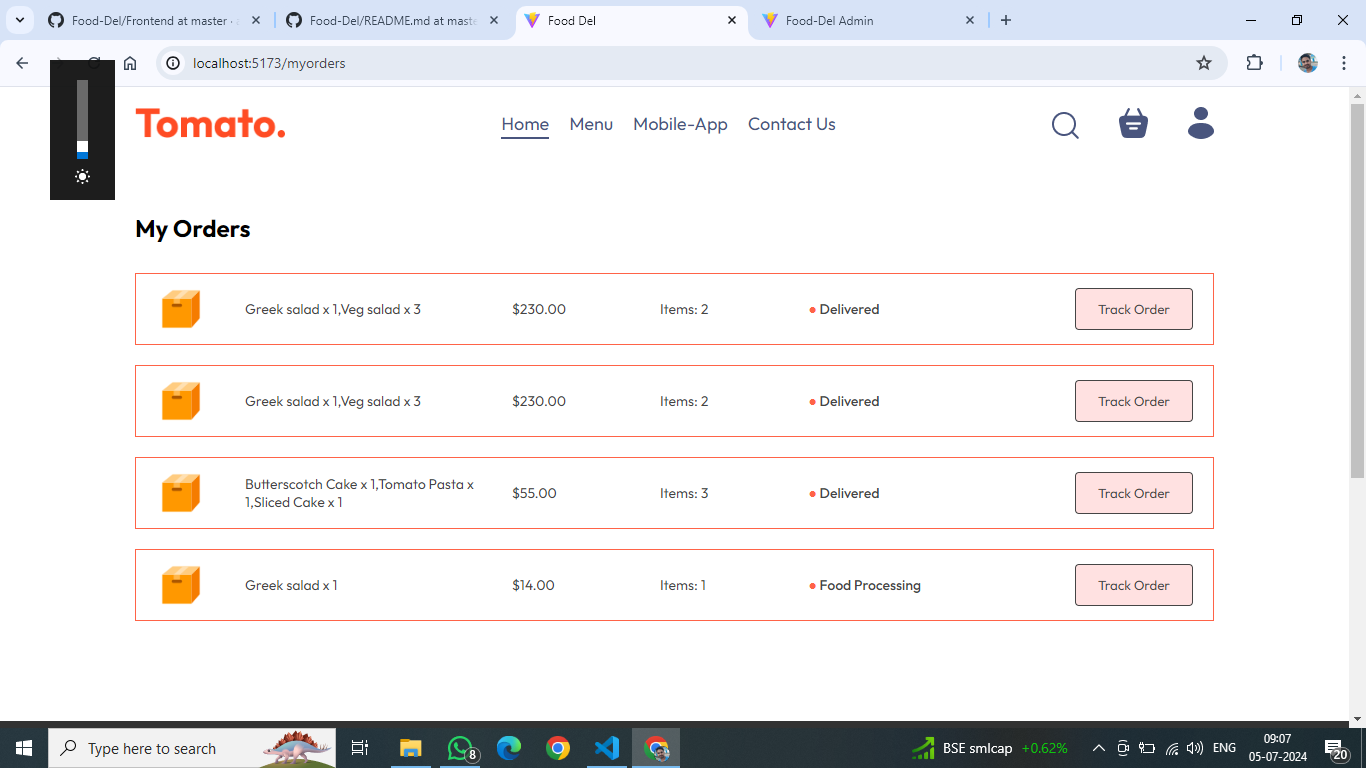 Food-Del/Frontend at master ·
Food-Del/README.md at maste
Food Del
Food-Del Admin
localhost:5173/myorders
Tomato.
Home
Menu
Mobile-App
Contact Us
My Orders
Greek salad x 1,Veg salad x 3
$230.00
Items: 2
Delivered
Track Order
Greek salad x 1,Veg salad x 3
$230.00
Items: 2
Delivered
Track Order
Butterscotch Cake x 1,Tomato Pasta x
1,Sliced Cake x 1
$55.00
Items: 3
Delivered
Track Order
Greek salad x 1
$14.00
Items: 1
Food Processing
Track Order
Type here to search
8
BSE smlcap
+0.62%
ENG
09:07
05-07-2024
20